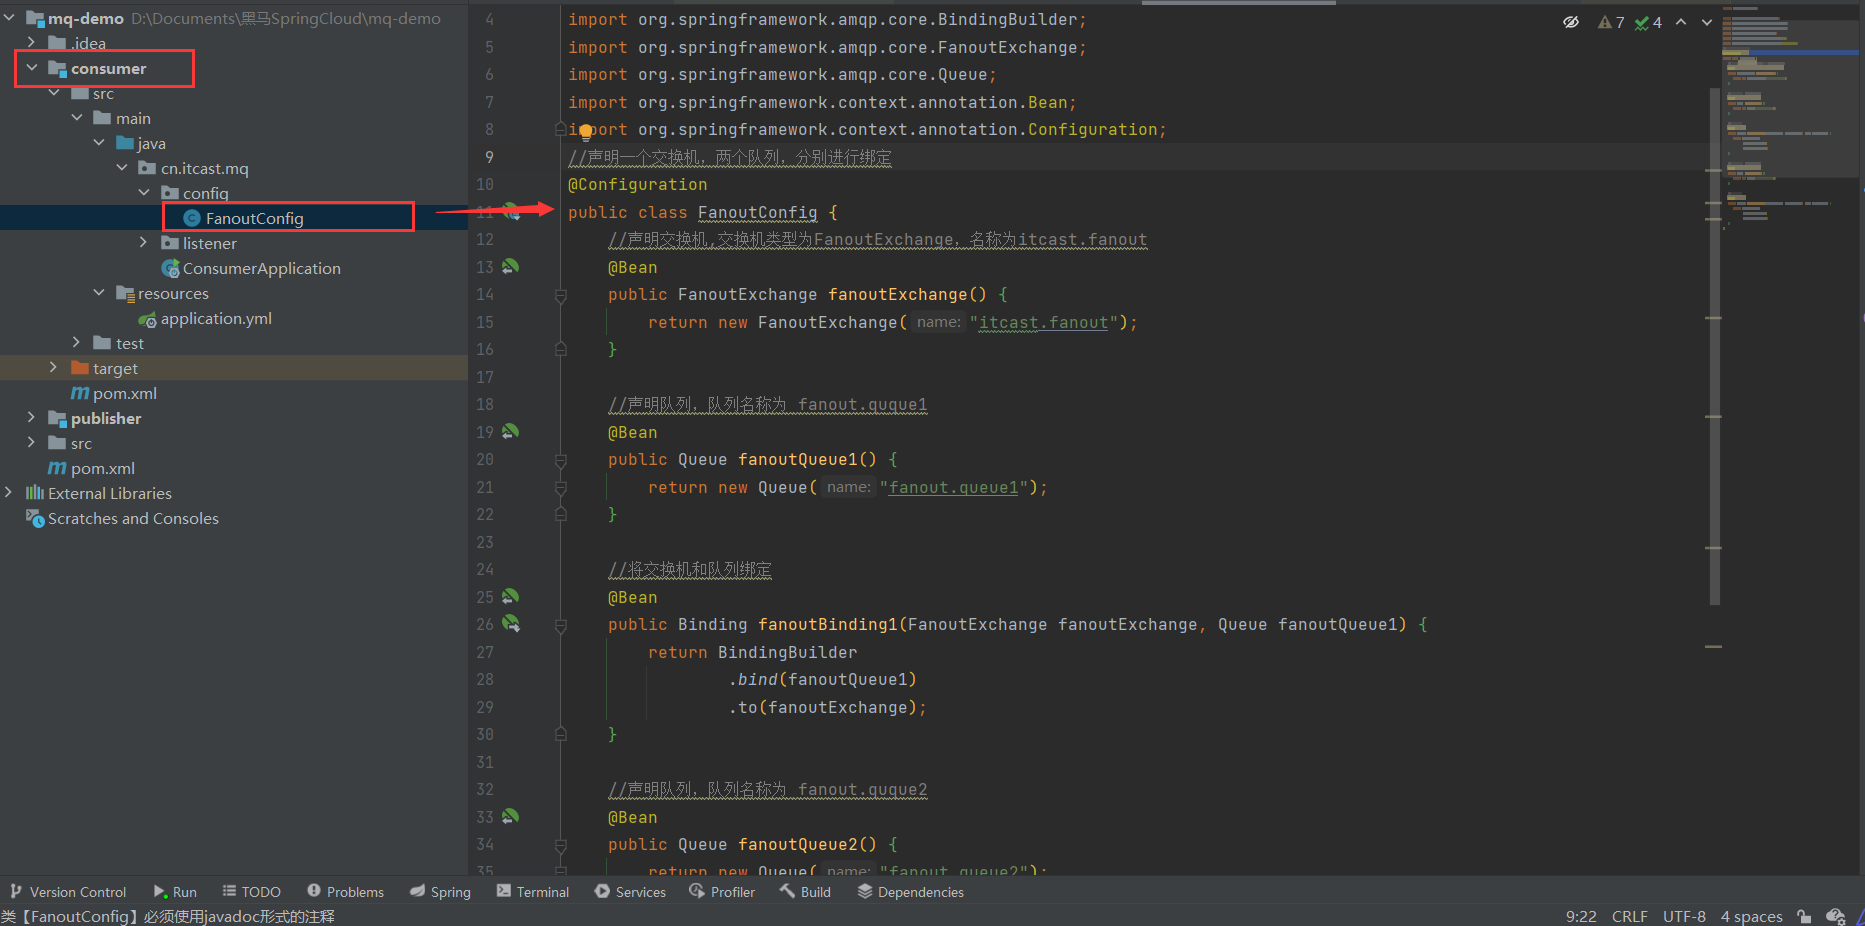 mq-demo D:\Documents\黑马SpringCloud\mq-demo
.idea
consumer
src
main
java
cn.itcast.mq
config
FanoutConfig
listener
ConsumerApplication
resources
application.yml
test
target
pom.xml
publisher
src
pom.xml
External Libraries
Scratches and Consoles
7 4
4 import org.springframework.amqp.core.BindingBuilder;
5 import org.springframework.amqp.core.FanoutExchange;
6 import org.springframework.amqp.core.Queue;
7 import org.springframework.context.annotation.Bean;
8 import org.springframework.context.annotation.Configuration;
9 //声明一个交换机，两个队列，分别进行绑定
10 @Configuration
11 public class FanoutConfig {
12 //声明交换机,交换机类型为FanoutExchange，名称为itcast.fanout
13 @Bean
14 public FanoutExchange fanoutExchange() {
15 return new FanoutExchange( name: "itcast.fanout");
16 }
17
18 //声明队列，队列名称为 fanout.quque1
19 @Bean
20 public Queue fanoutQueue1() {
21 return new Queue( name: "fanout.queue1");
22 }
23
24 //将交换机和队列绑定
25 @Bean
26 public Binding fanoutBinding1(FanoutExchange fanoutExchange, Queue fanoutQueue1) {
27 return BindingBuilder
28 .bind(fanoutQueue1)
29 .to(fanoutExchange);
30 }
31
32 //声明队列，队列名称为 fanout.quque2
33 @Bean
34 public Queue fanoutQueue2() {
35 return new Queue( name: "fanout.queue2");
Version Control Run TODO Problems Spring Terminal Services Profiler Build Dependencies
类【FanoutConfig】必须使用javadoc形式的注释 9:22 CRLF UTF-8 4 spaces